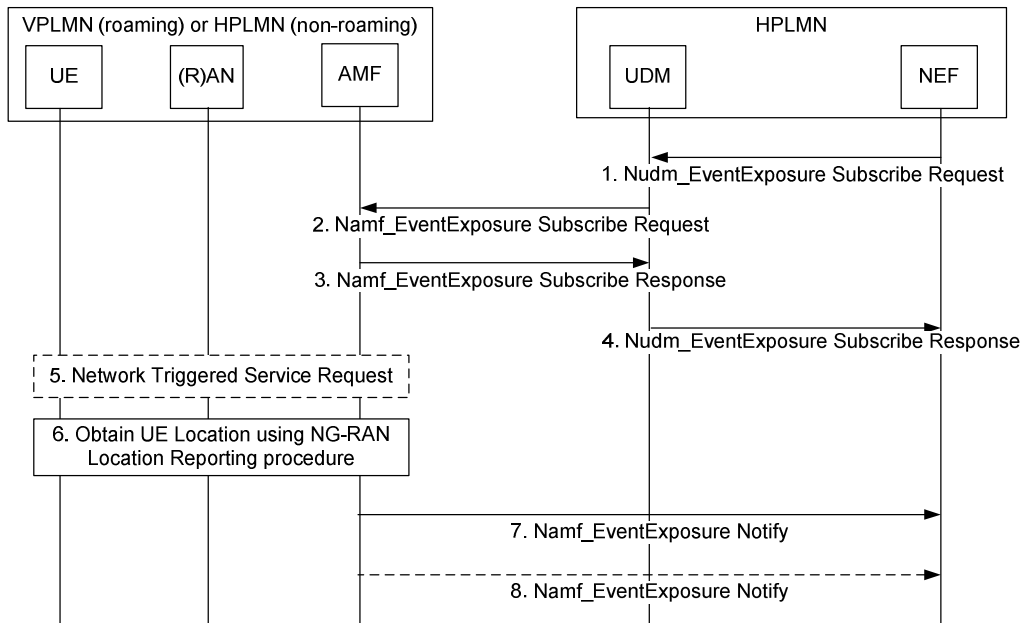 VPLMN (roaming) or HPLMN (non-roaming)
HPLMN
UE
(R)AN
AMF
UDM
NEF
1. Nudm_EventExposure Subscribe Request
2. Namf_EventExposure Subscribe Request
3. Namf_EventExposure Subscribe Response
4. Nudm_EventExposure Subscribe Response
5. Network Triggered Service Request
6. Obtain UE Location using NG-RAN
Location Reporting procedure
7. Namf_EventExposure Notify
8. Namf_EventExposure Notify